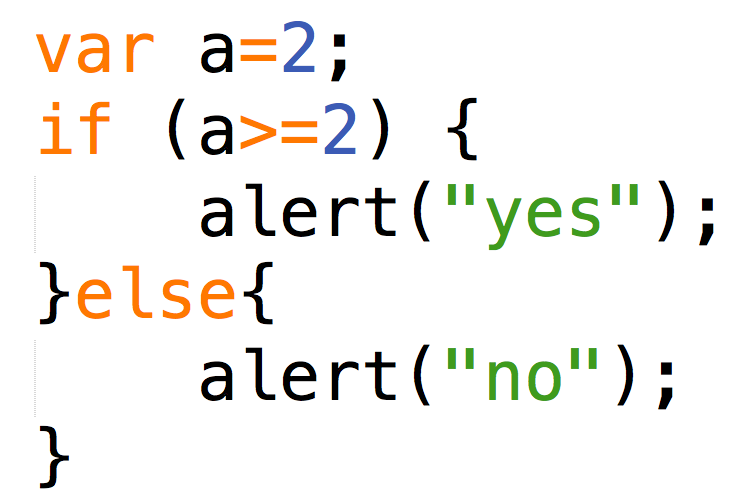 var a=2;
if (a>=2) {
    alert("yes");
}else{
    alert("no");
}